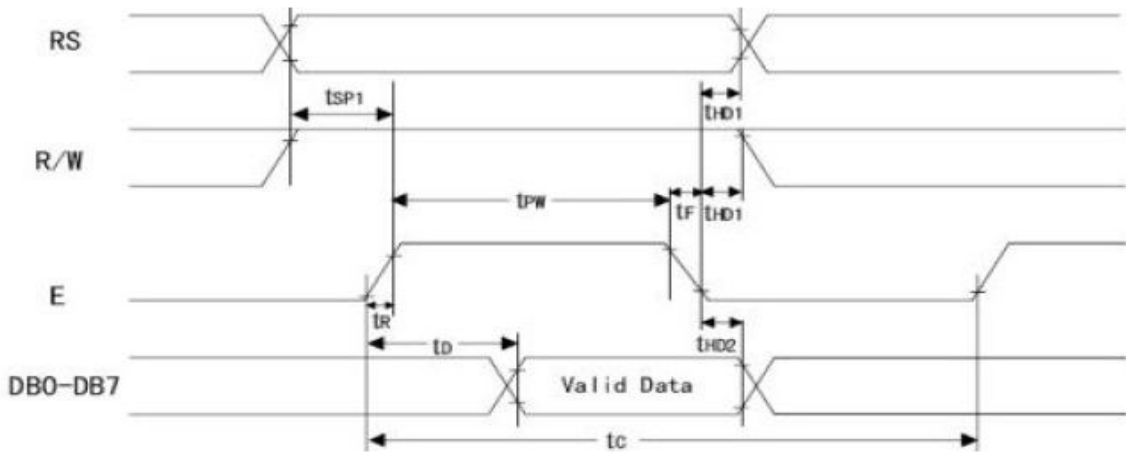 RS
tSP1
tHD1
R/W
tPW
tF
tHD1
E
tR
tD
tHD2
DB0-DB7
Valid Data
tC